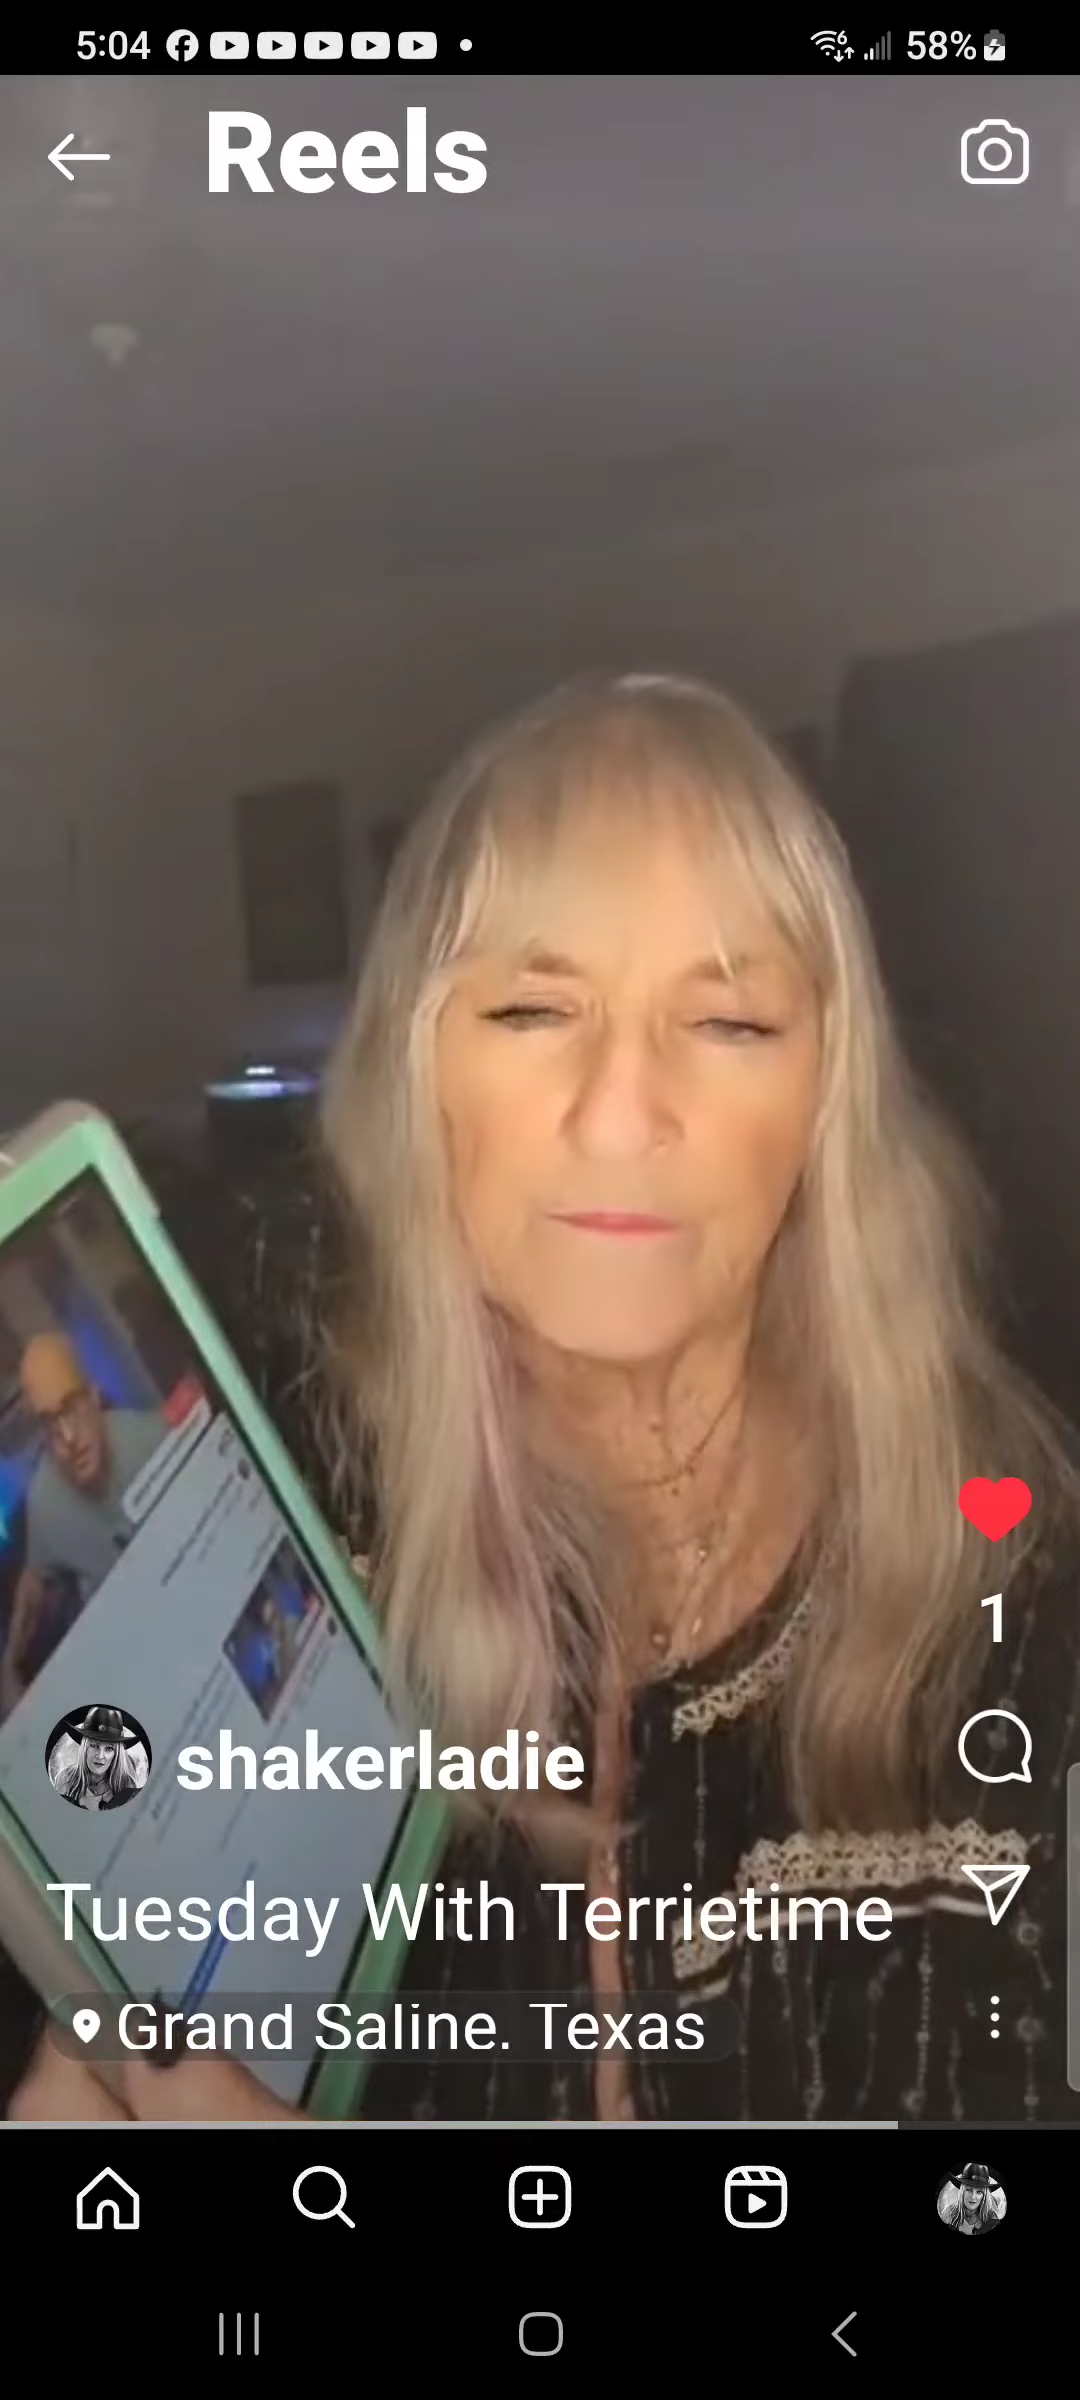 5:04 58%
Reels
1
shakerladie
Tuesday With Terrietime
Grand Saline, Texas